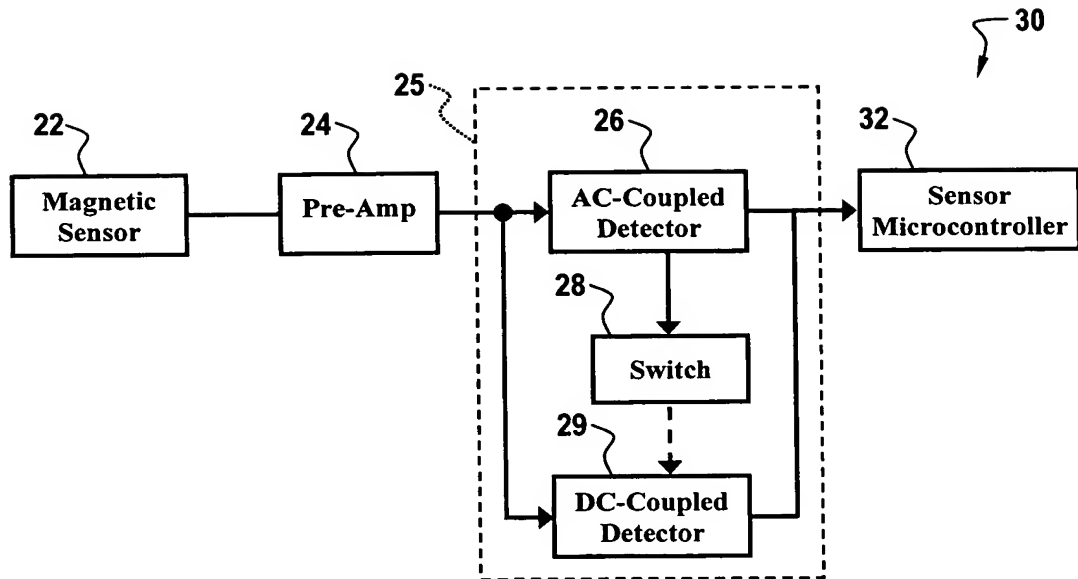 30
25
22
24
26
32
Magnetic
Sensor
Pre-Amp
AC-Coupled
Detector
Sensor
Microcontroller
28
Switch
29
DC-Coupled
Detector